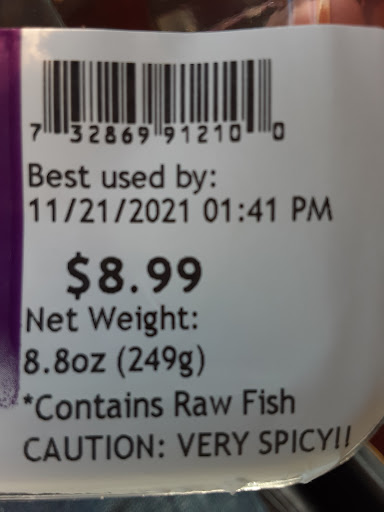 7 32869 91210 0
Best used by:
11/21/2021 01:41 PM
$8.99
Net Weight:
8.8oz (249g)
*Contains Raw Fish
CAUTION: VERY SPICY!!